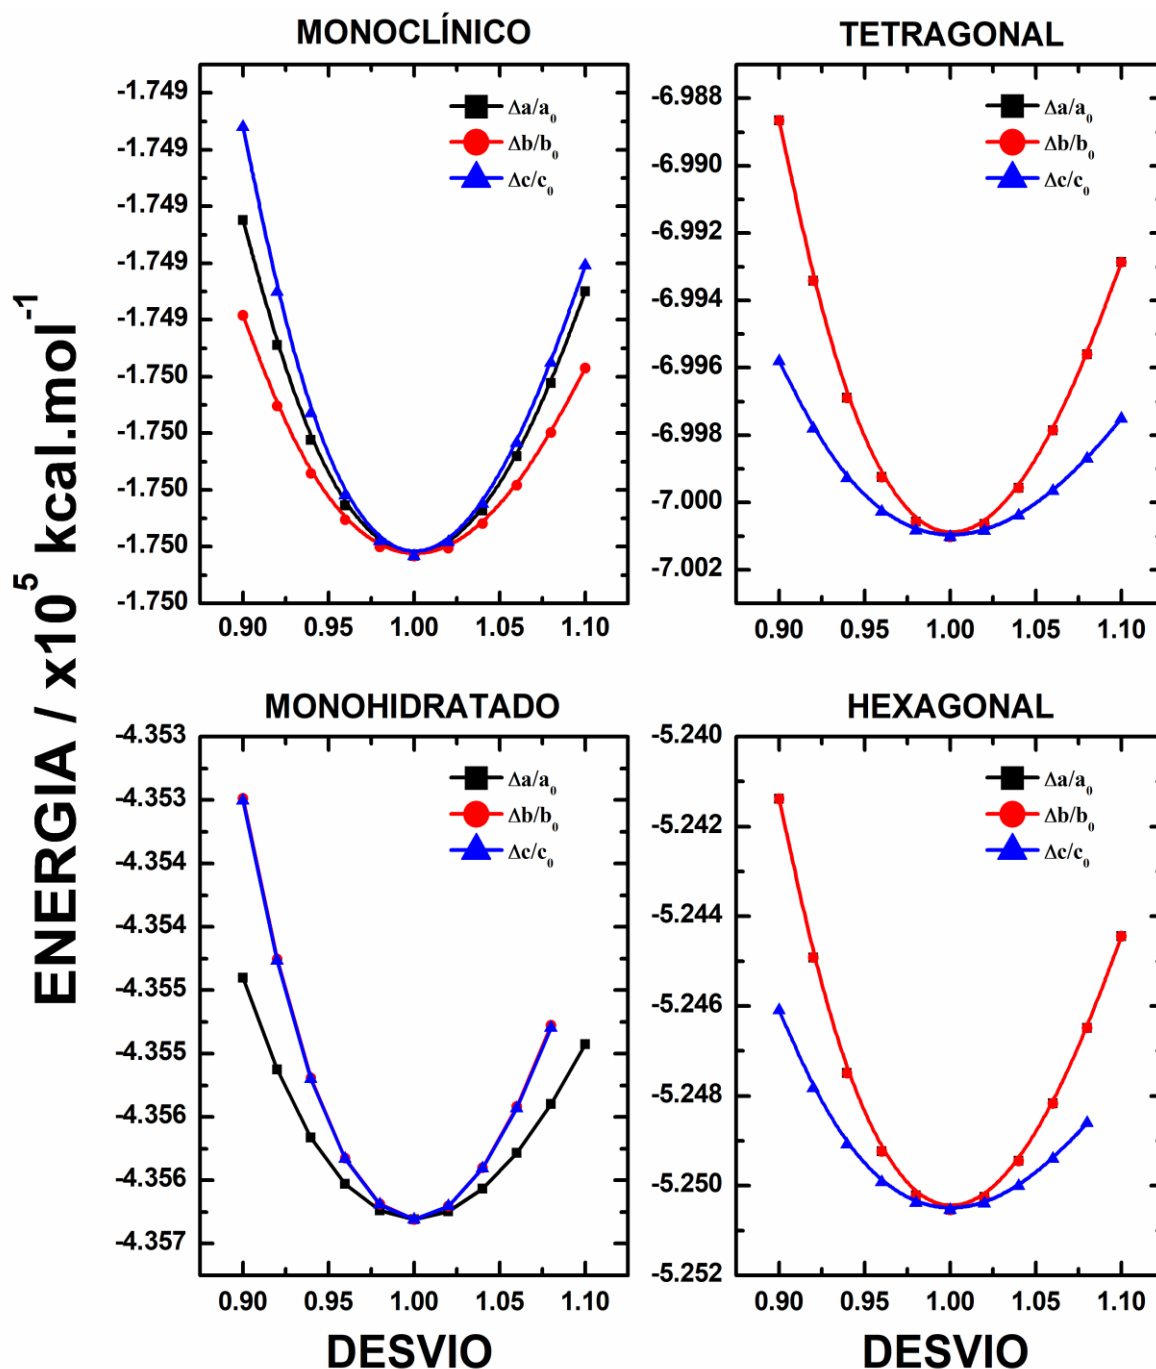 ENERGIA / x10⁵ kcal.mol⁻¹
MONOCLÍNICO
-1.749
-1.749
-1.749
-1.749
-1.749
-1.750
-1.750
-1.750
-1.750
-1.750
Δa/a₀
Δb/b₀
Δc/c₀
0.90 0.95 1.00 1.05 1.10
TETRAGONAL
-6.988
-6.990
-6.992
-6.994
-6.996
-6.998
-7.000
-7.002
Δa/a₀
Δb/b₀
Δc/c₀
0.90 0.95 1.00 1.05 1.10
MONOHIDRATADO
-4.353
-4.353
-4.354
-4.354
-4.355
-4.355
-4.356
-4.356
-4.357
Δa/a₀
Δb/b₀
Δc/c₀
0.90 0.95 1.00 1.05 1.10
DESVIO
HEXAGONAL
-5.240
-5.242
-5.244
-5.246
-5.248
-5.250
-5.252
Δa/a₀
Δb/b₀
Δc/c₀
0.90 0.95 1.00 1.05 1.10
DESVIO